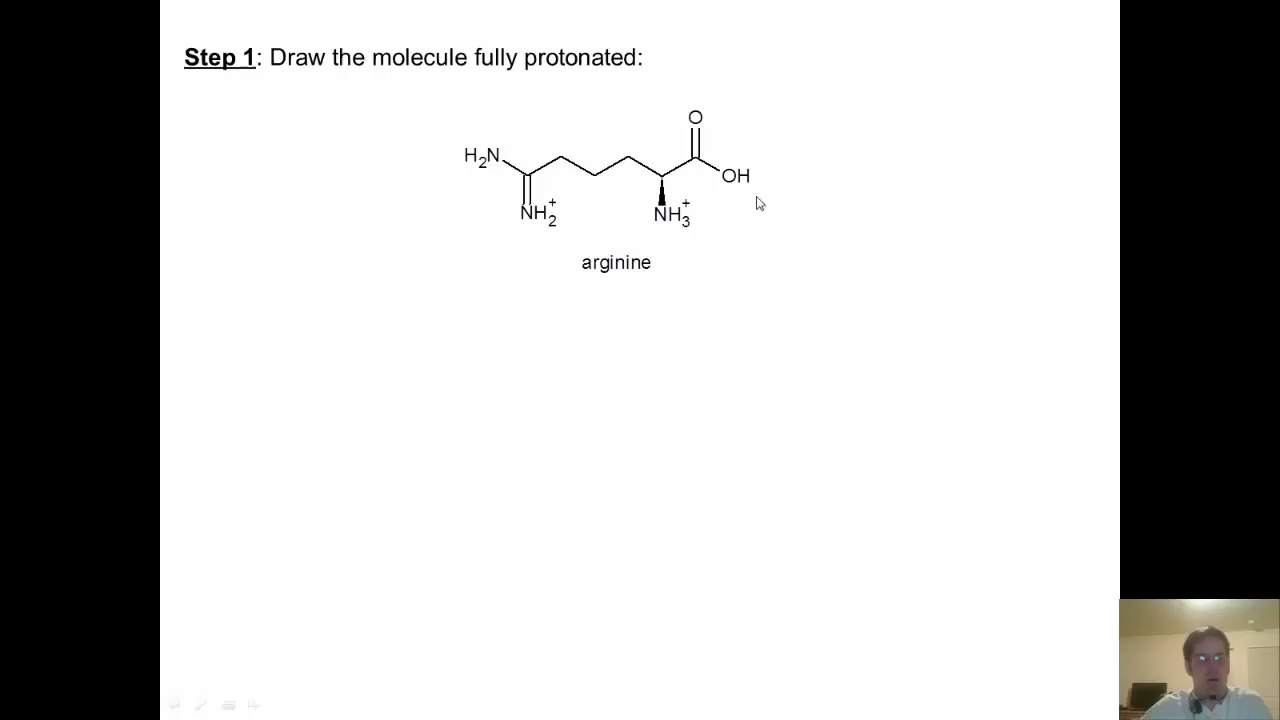 Step 1: Draw the molecule fully protonated:
O
H₂N
OH
NH₂⁺
NH₃⁺
arginine